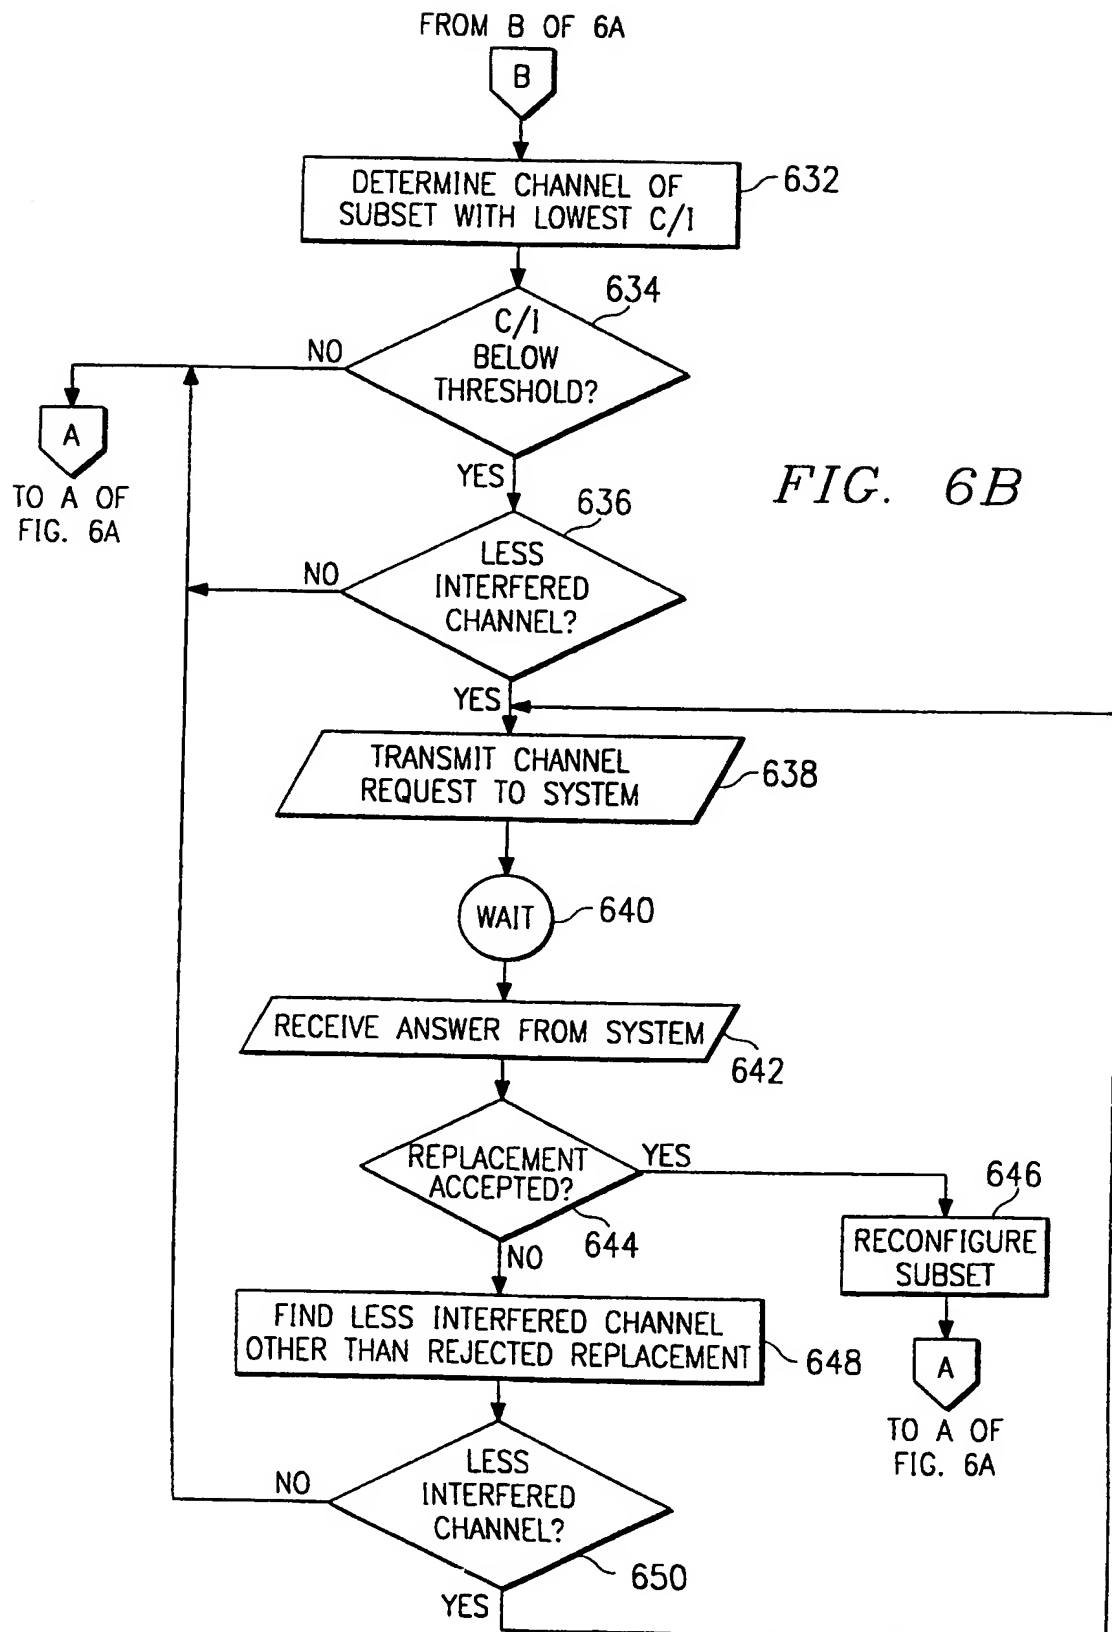 FROM B OF 6A
B
DETERMINE CHANNEL OF
SUBSET WITH LOWEST C/I
632
634
C/I
BELOW
THRESHOLD?
NO
A
TO A OF
FIG. 6A
YES
FIG. 6B
636
LESS
INTERFERED
CHANNEL?
NO
YES
TRANSMIT CHANNEL
REQUEST TO SYSTEM
638
WAIT
640
RECEIVE ANSWER FROM SYSTEM
642
REPLACEMENT
ACCEPTED?
YES
644
646
RECONFIGURE
SUBSET
NO
FIND LESS INTERFERED CHANNEL
OTHER THAN REJECTED REPLACEMENT
648
A
TO A OF
FIG. 6A
LESS
INTERFERED
CHANNEL?
NO
650
YES